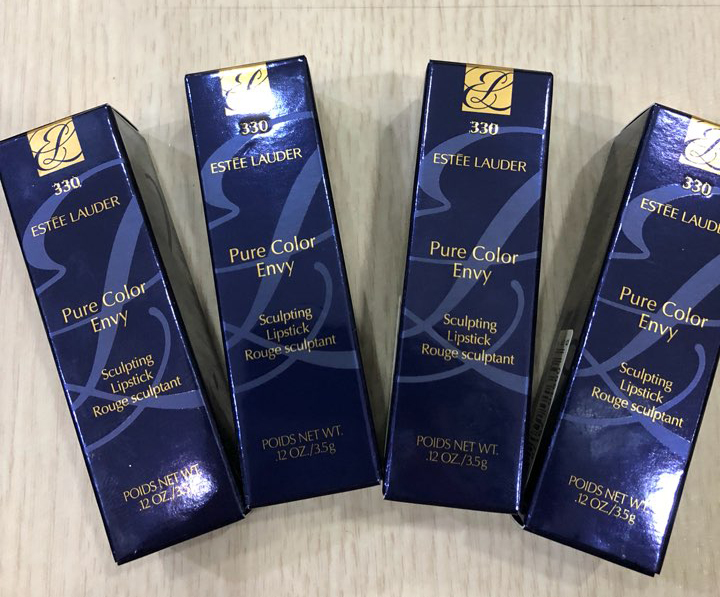 330
ESTĒE LAUDER
Pure Color
Envy
Sculpting
Lipstick
Rouge sculptant
POIDS NET WT.
.12 OZ./3.5g
330
ESTĒE LAUDER
Pure Color
Envy
Sculpting
Lipstick
Rouge sculptant
POIDS NET WT.
.12 OZ./3.5g
330
ESTĒE LAUDER
Pure Color
Envy
Sculpting
Lipstick
Rouge sculptant
POIDS NET WT.
.12 OZ./3.5g
330
ESTĒE LAUDE
Pure Color
Envy
Sculpting
Lipstick
Rouge sculptant
POIDS NET W
.12 OZ./3.5g